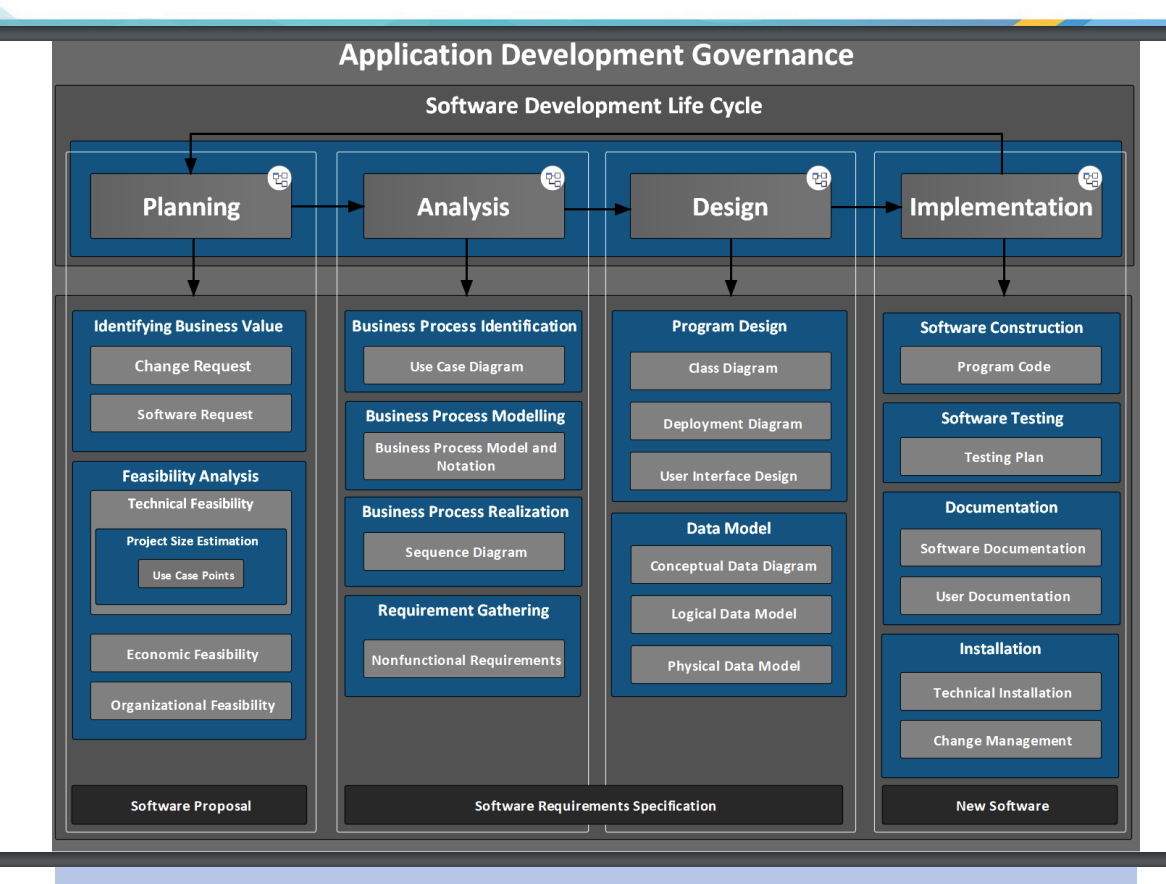 Application Development Governance
Software Development Life Cycle
Planning
Analysis
Design
Implementation
Identifying Business Value
Change Request
Software Request
Feasibility Analysis
Technical Feasibility
Project Size Estimation
Use Case Points
Economic Feasibility
Organizational Feasibility
Software Proposal
Business Process Identification
Use Case Diagram
Business Process Modelling
Business Process Model and
Notation
Business Process Realization
Sequence Diagram
Requirement Gathering
Nonfunctional Requirements
Software Requirements Specification
Program Design
Class Diagram
Deployment Diagram
User Interface Design
Data Model
Conceptual Data Diagram
Logical Data Model
Physical Data Model
Software Construction
Program Code
Software Testing
Testing Plan
Documentation
Software Documentation
User Documentation
Installation
Technical Installation
Change Management
New Software